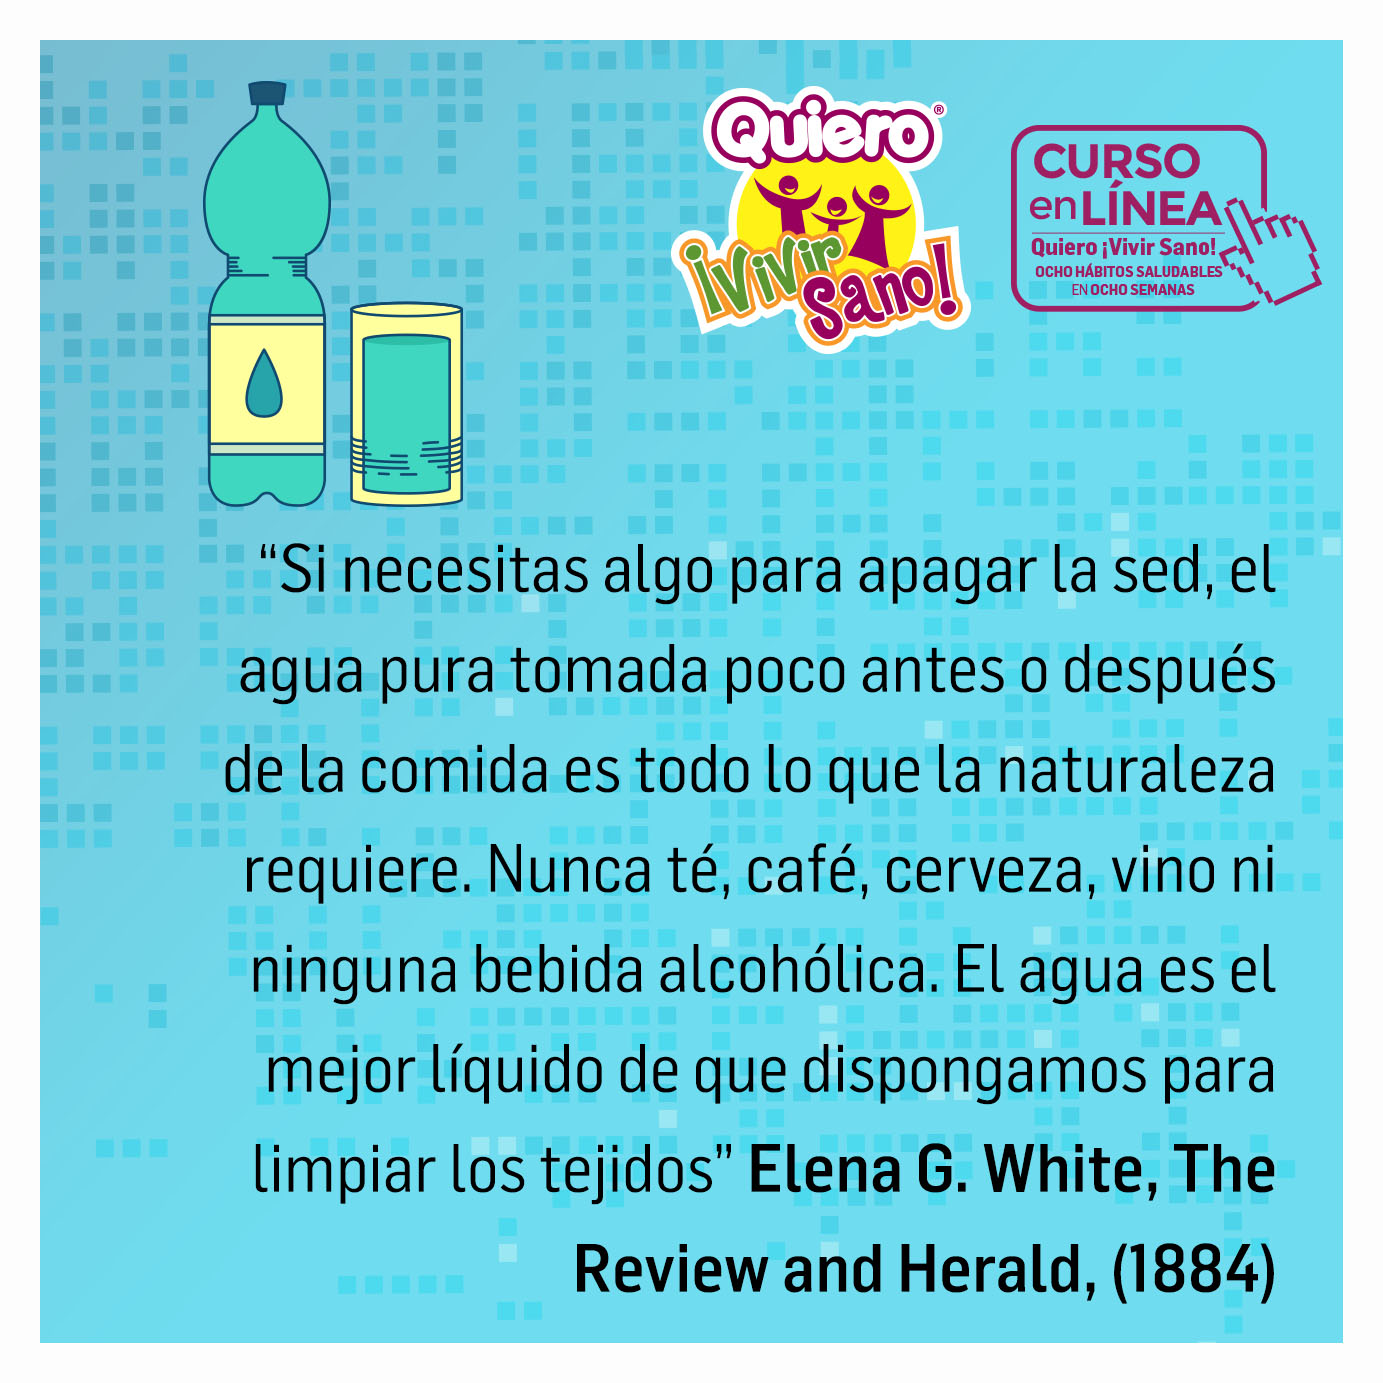 Quiero®
¡Vivir
Sano!
CURSO
en LÍNEA
Quiero ¡Vivir Sano!
OCHO HÁBITOS SALUDABLES
EN OCHO SEMANAS
“Si necesitas algo para apagar la sed, el
agua pura tomada poco antes o después
de la comida es todo lo que la naturaleza
requiere. Nunca té, café, cerveza, vino ni
ninguna bebida alcohólica. El agua es el
mejor líquido de que dispongamos para
limpiar los tejidos” Elena G. White, The
Review and Herald, (1884)